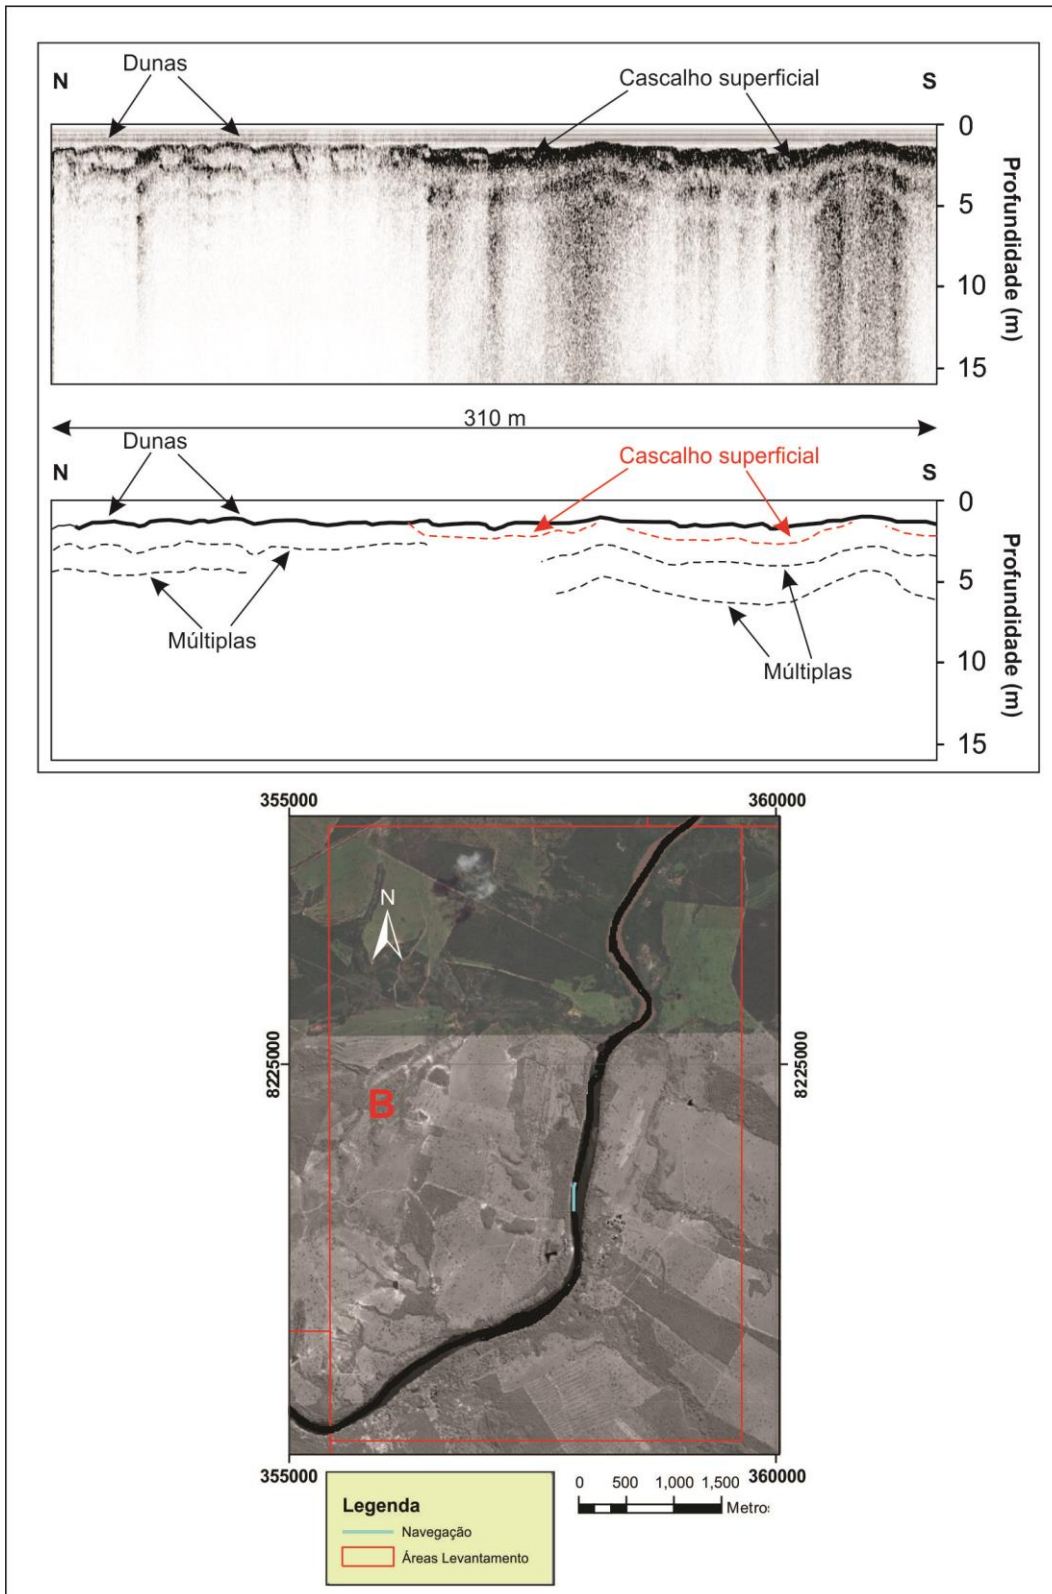 Dunas
Cascalho superficial
N
S
0
5
10
15
Profundidade (m)
310 m
Dunas
Cascalho superficial
N
S
0
5
10
15
Profundidade (m)
Múltiplas
Múltiplas
355000
360000
N
8225000
8225000
B
355000
360000
Legenda
Navegação
Áreas Levantamento
0 500 1,000 1,500
Metros